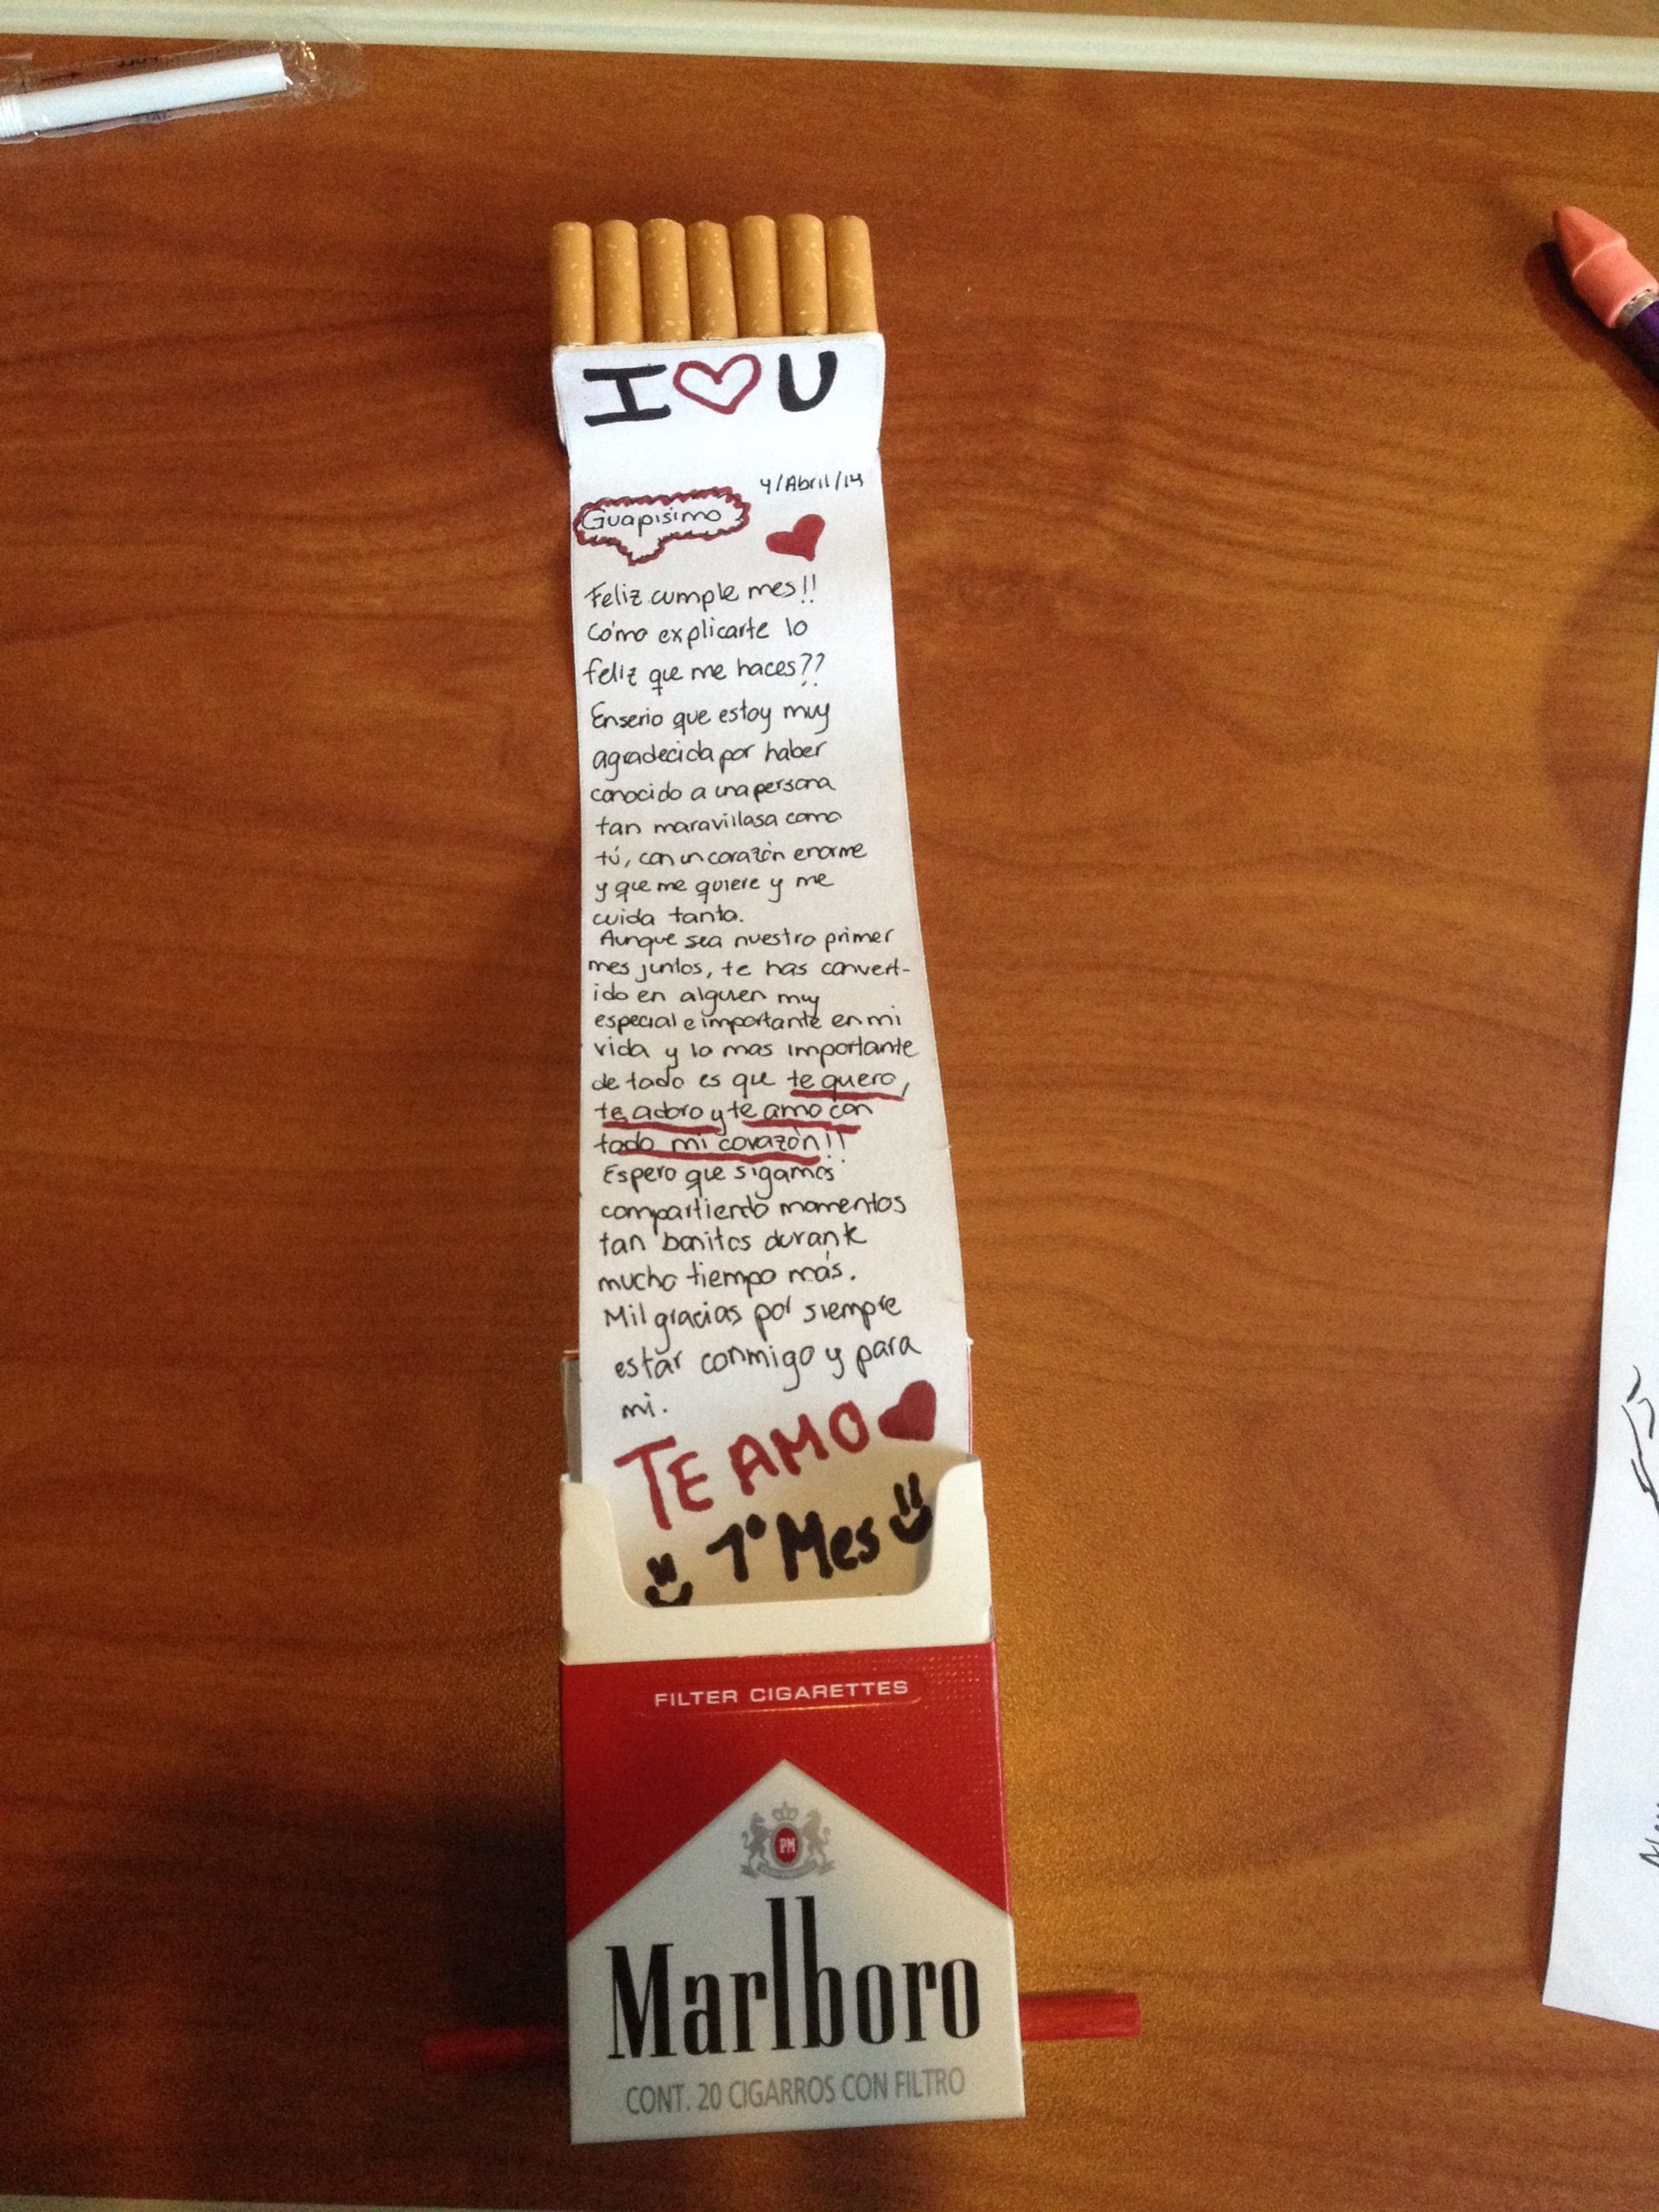 I ♡ U
4/Abril/14
Guapisimo
Feliz cumple mes!!
Cómo explicarte lo
feliz que me haces??
Enserio que estoy muy
agradecida por haber
conocido a una persona
tan maravillosa como
tú, con un corazón enorme
y que me quiere y me
cuida tanto.
Aunque sea nuestro primer
mes juntos, te has convert-
ido en alguien muy
especial e importante en mi
vida y lo mas importante
de todo es que te quero,
te adoro y te amo con
todo mi corazón!!
Espero que sigamos
compartiendo momentos
tan bonitos durante
mucho tiempo más.
Mil gracias por siempre
estar conmigo y para
mi.
TE AMO
1° Mes
FILTER CIGARETTES
PM
Marlboro
CONT. 20 CIGARROS CON FILTRO